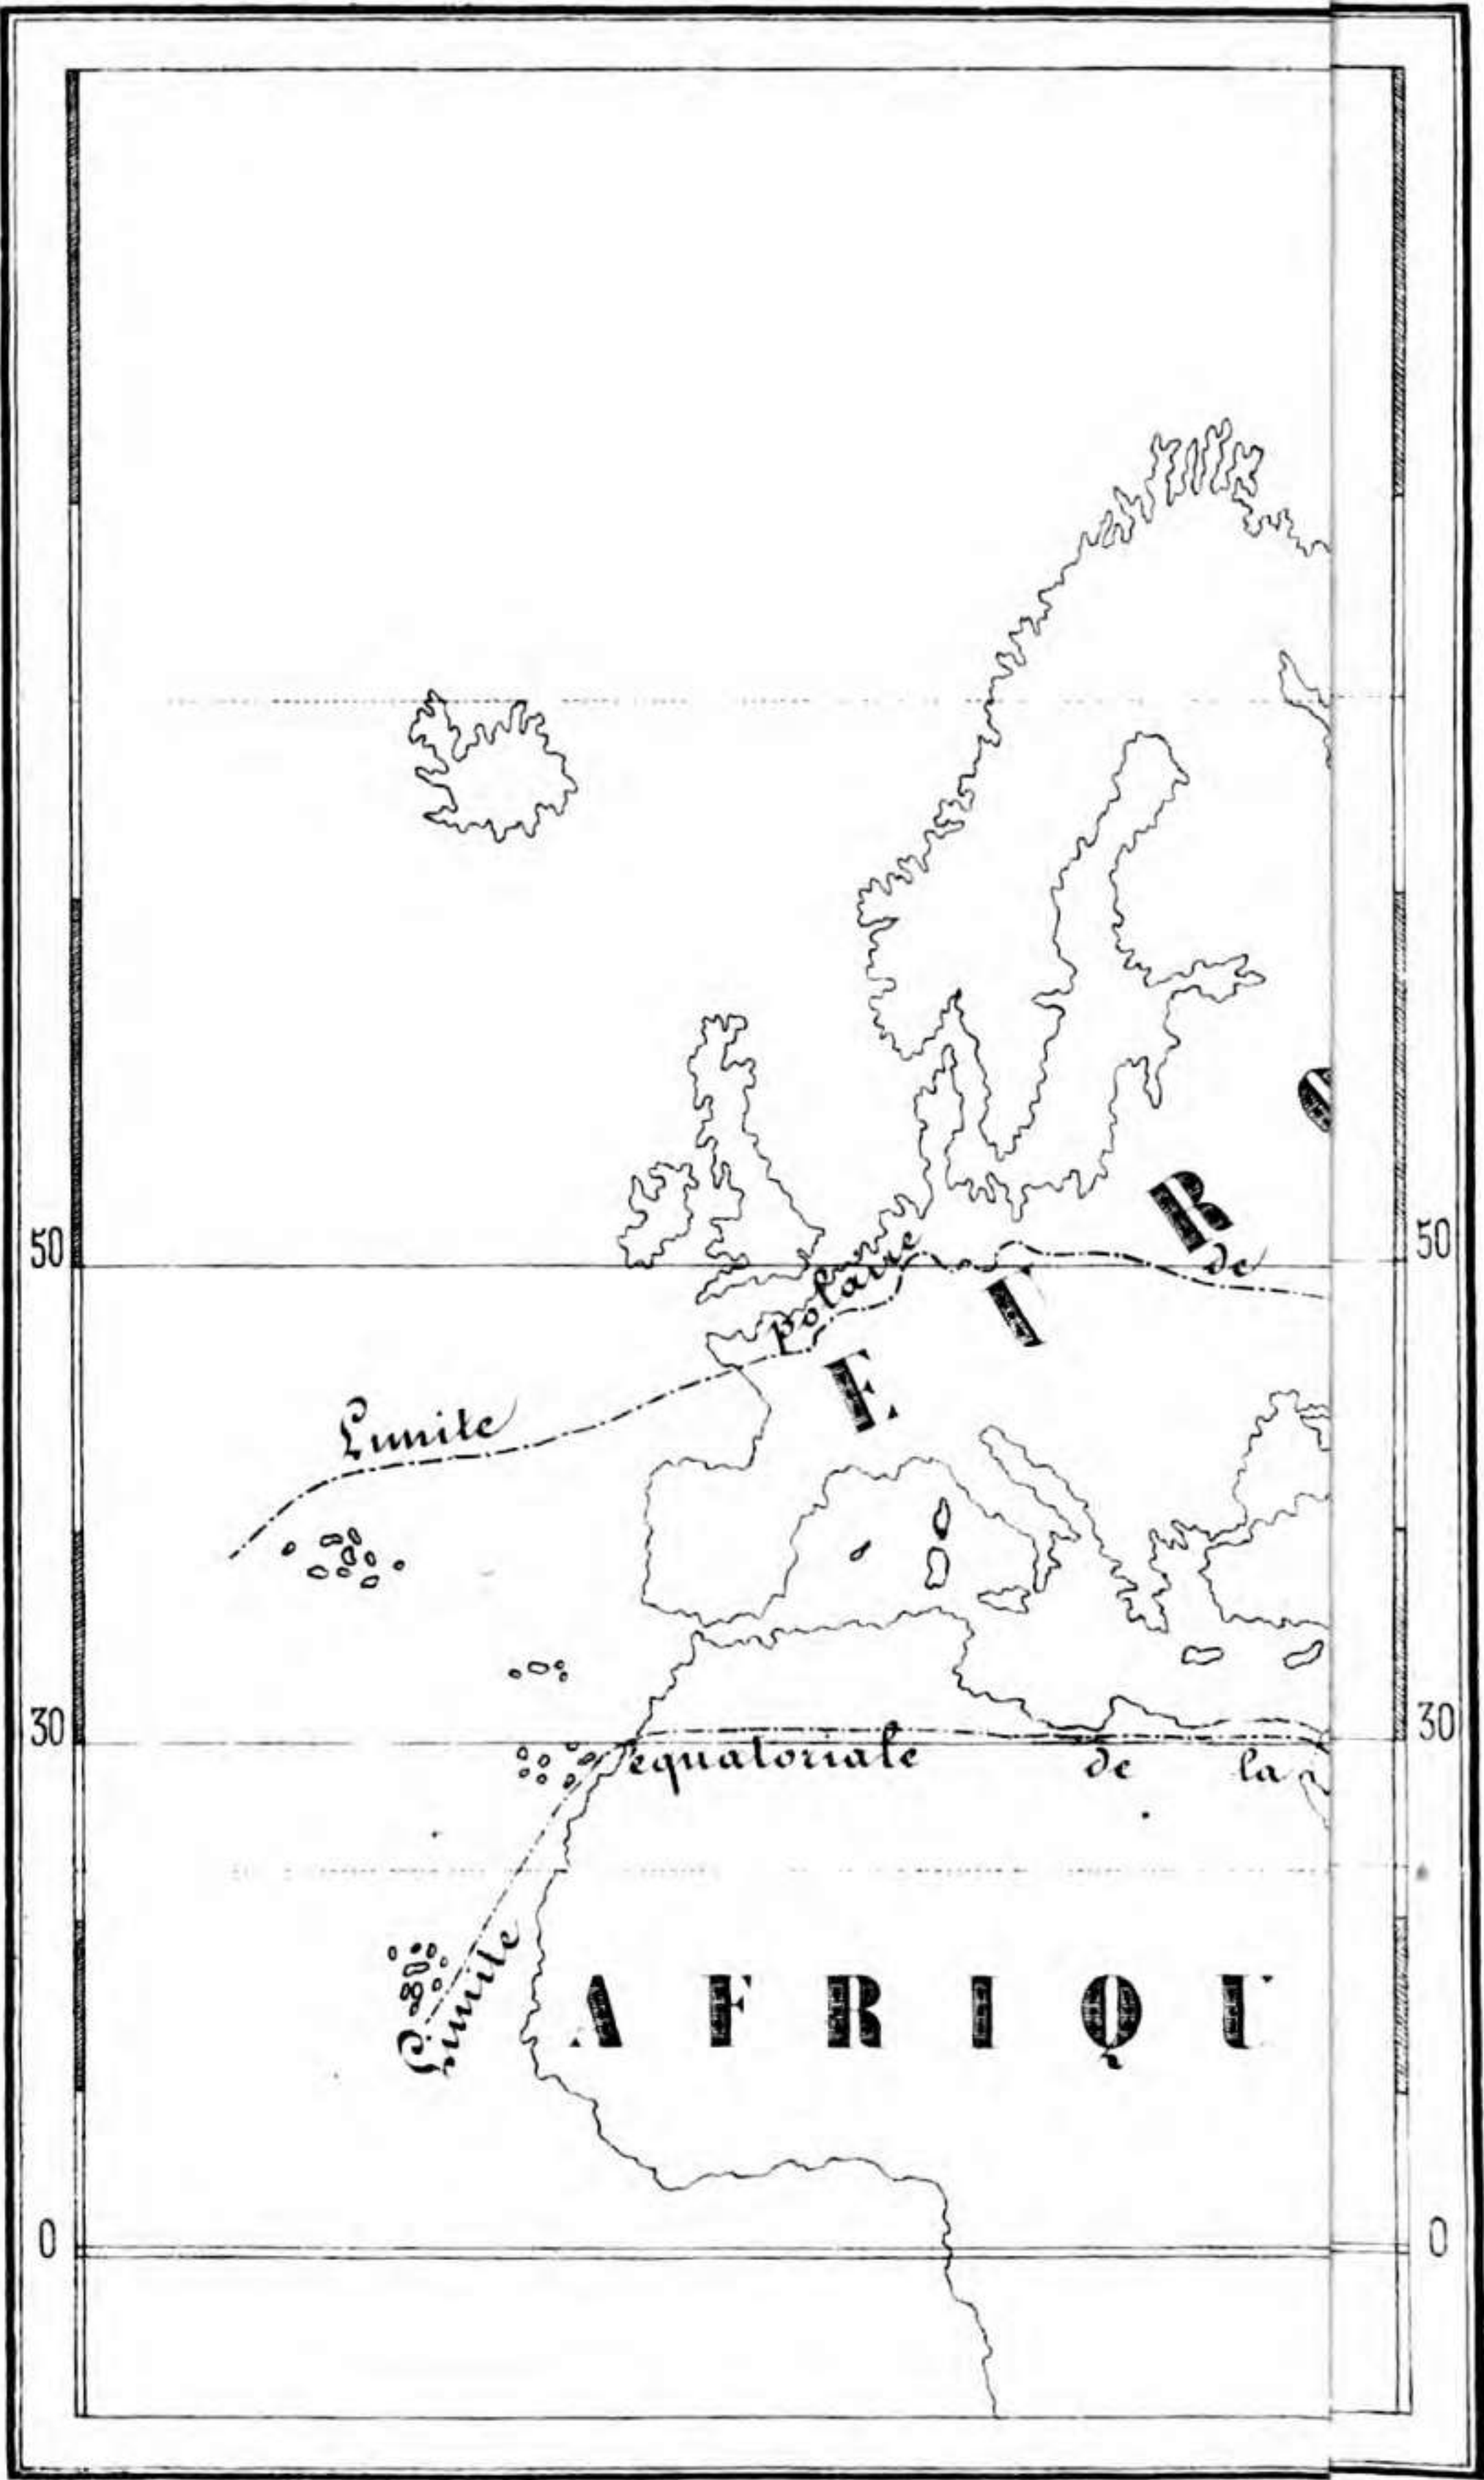 O
R
50 50
polaire de
U
E
Limite
30 30
équatoriale de la
Limite
AFRIQU
0 0